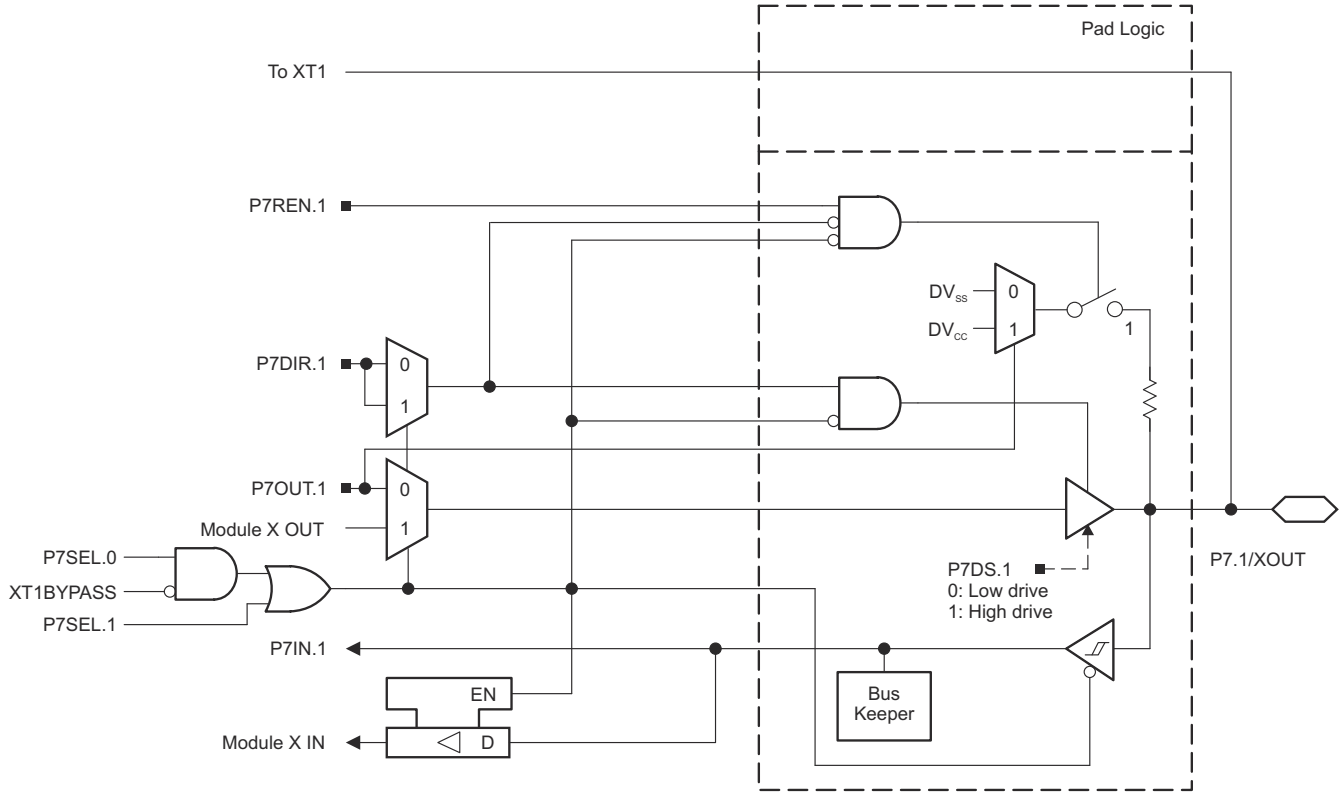 Pad Logic
To XT1
P7REN.1
DVSS
0
DVCC
1
1
P7DIR.1
0
1
P7OUT.1
0
Module X OUT
1
P7SEL.0
XT1BYPASS
P7SEL.1
P7DS.1
0: Low drive
1: High drive
P7.1/XOUT
P7IN.1
EN
Bus
Keeper
Module X IN
D